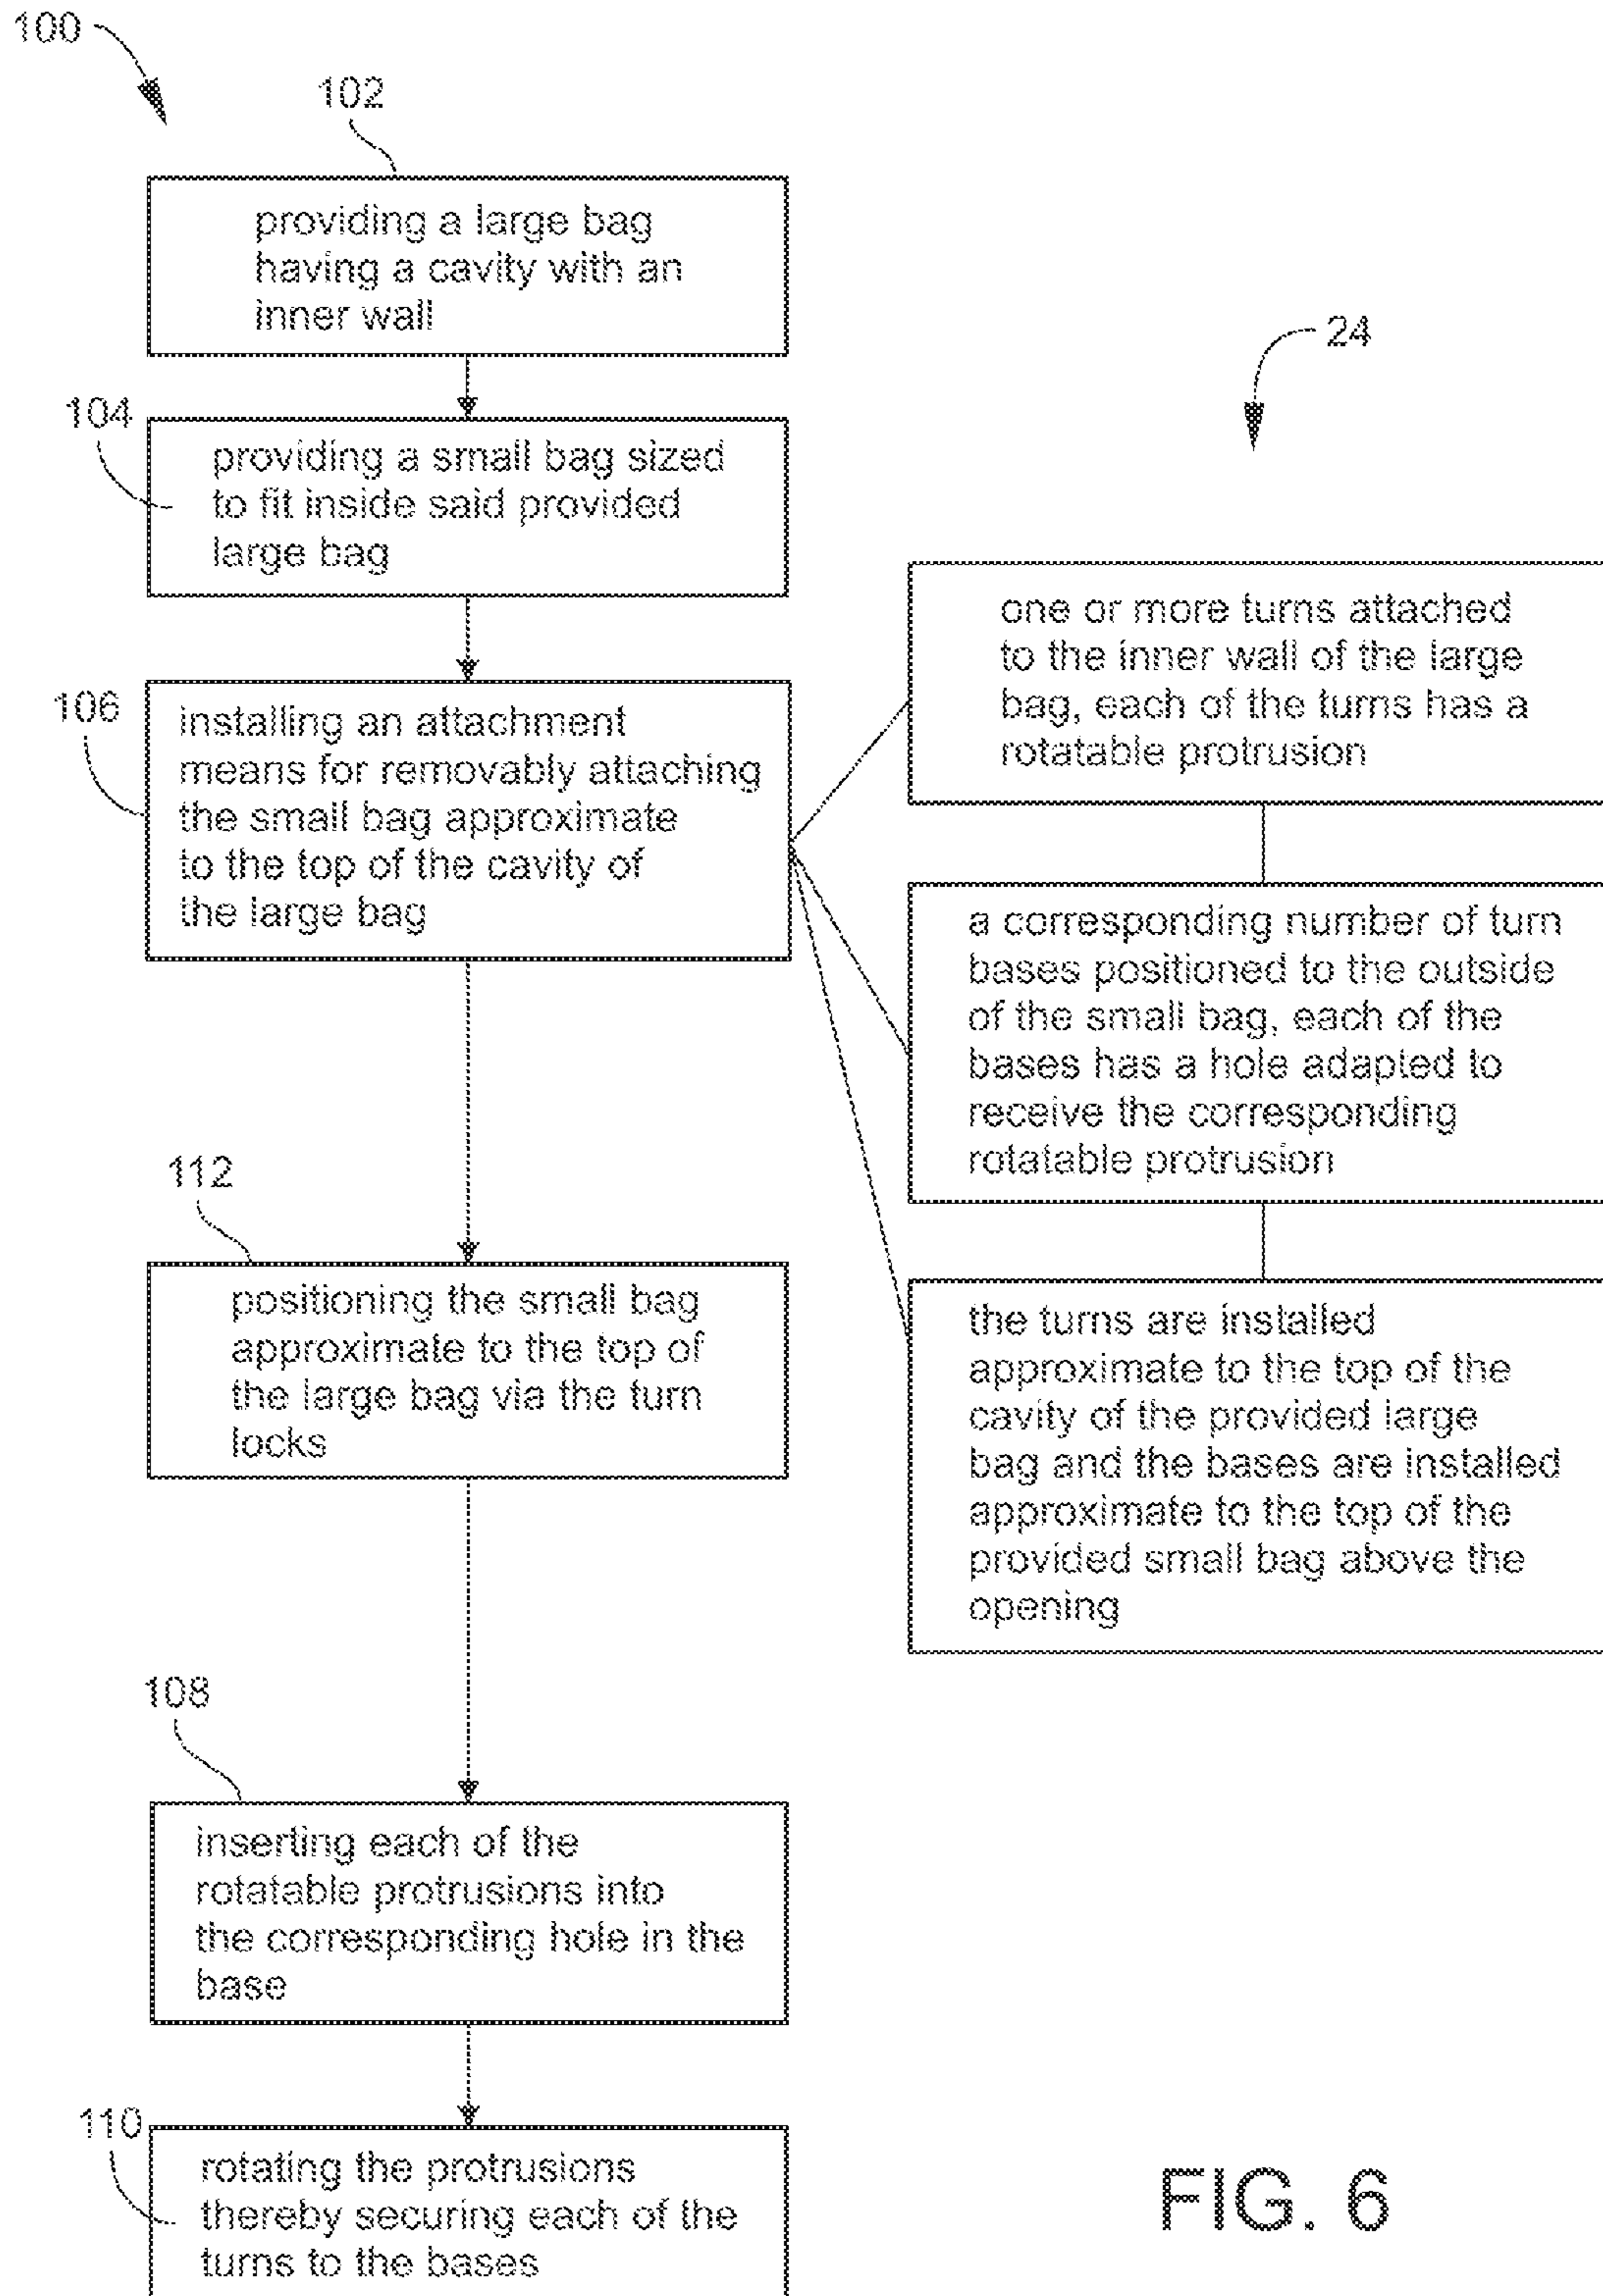 100
102
providing a large bag
having a cavity with an
inner wall
104
providing a small bag sized
to fit inside said provided
large bag
106
installing an attachment
means for removably attaching
the small bag approximate
to the top of the cavity of
the large bag
24
one or more turns attached
to the inner wall of the large
bag, each of the turns has a
rotatable protrusion
a corresponding number of turn
bases positioned to the outside
of the small bag, each of the
bases has a hole adapted to
receive the corresponding
rotatable protrusion
the turns are installed
approximate to the top of the
cavity of the provided large
bag and the bases are installed
approximate to the top of the
provided small bag above the
opening
112
positioning the small bag
approximate to the top of
the large bag via the turn
locks
108
inserting each of the
rotatable protrusions into
the corresponding hole in the
base
110
rotating the protrusions
thereby securing each of the
turns to the bases
FIG. 6